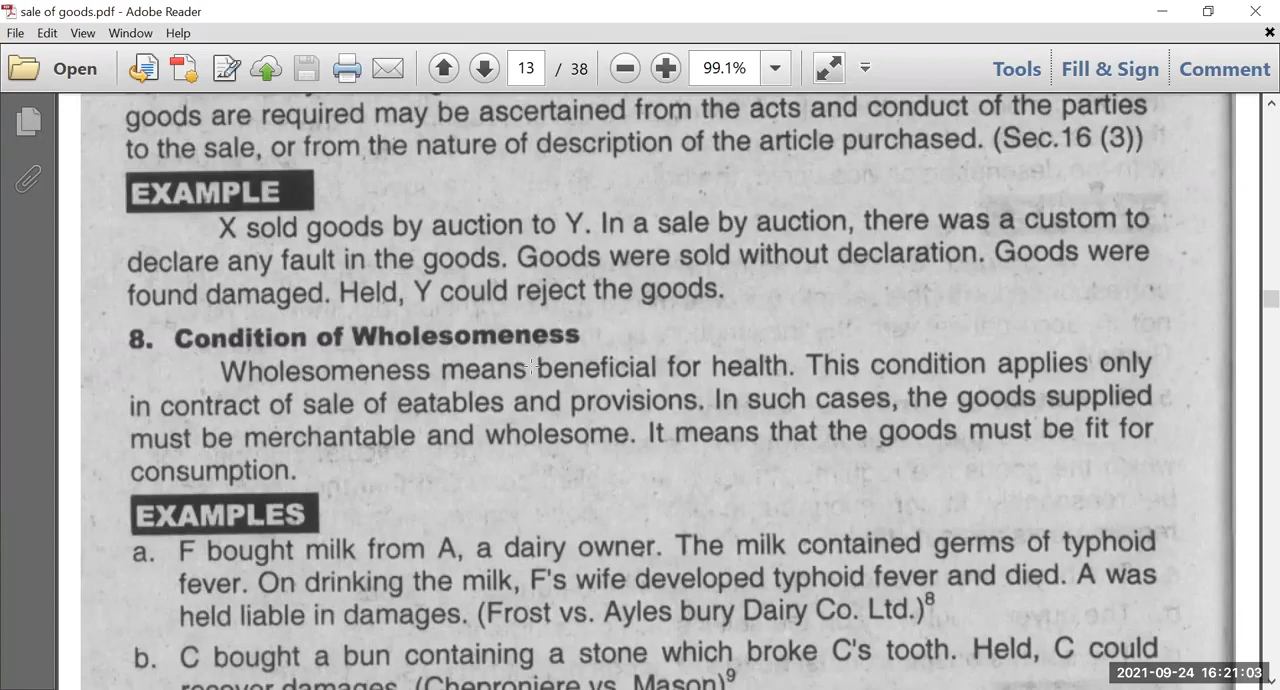 sale of goods.pdf - Adobe Reader
File Edit View Window Help
Open 13 / 38 99.1% Tools Fill & Sign Comment
goods are required may be ascertained from the acts and conduct of the parties
to the sale, or from the nature of description of the article purchased. (Sec.16 (3))
EXAMPLE
X sold goods by auction to Y. In a sale by auction, there was a custom to
declare any fault in the goods. Goods were sold without declaration. Goods were
found damaged. Held, Y could reject the goods.
8. Condition of Wholesomeness
Wholesomeness means beneficial for health. This condition applies only
in contract of sale of eatables and provisions. In such cases, the goods supplied
must be merchantable and wholesome. It means that the goods must be fit for
consumption.
EXAMPLES
a. F bought milk from A, a dairy owner. The milk contained germs of typhoid
fever. On drinking the milk, F's wife developed typhoid fever and died. A was
held liable in damages. (Frost vs. Ayles bury Dairy Co. Ltd.)8
b. C bought a bun containing a stone which broke C's tooth. Held, C could
recover damages. (Chepronière vs. Mason)9
2021-09-24 16:21:03